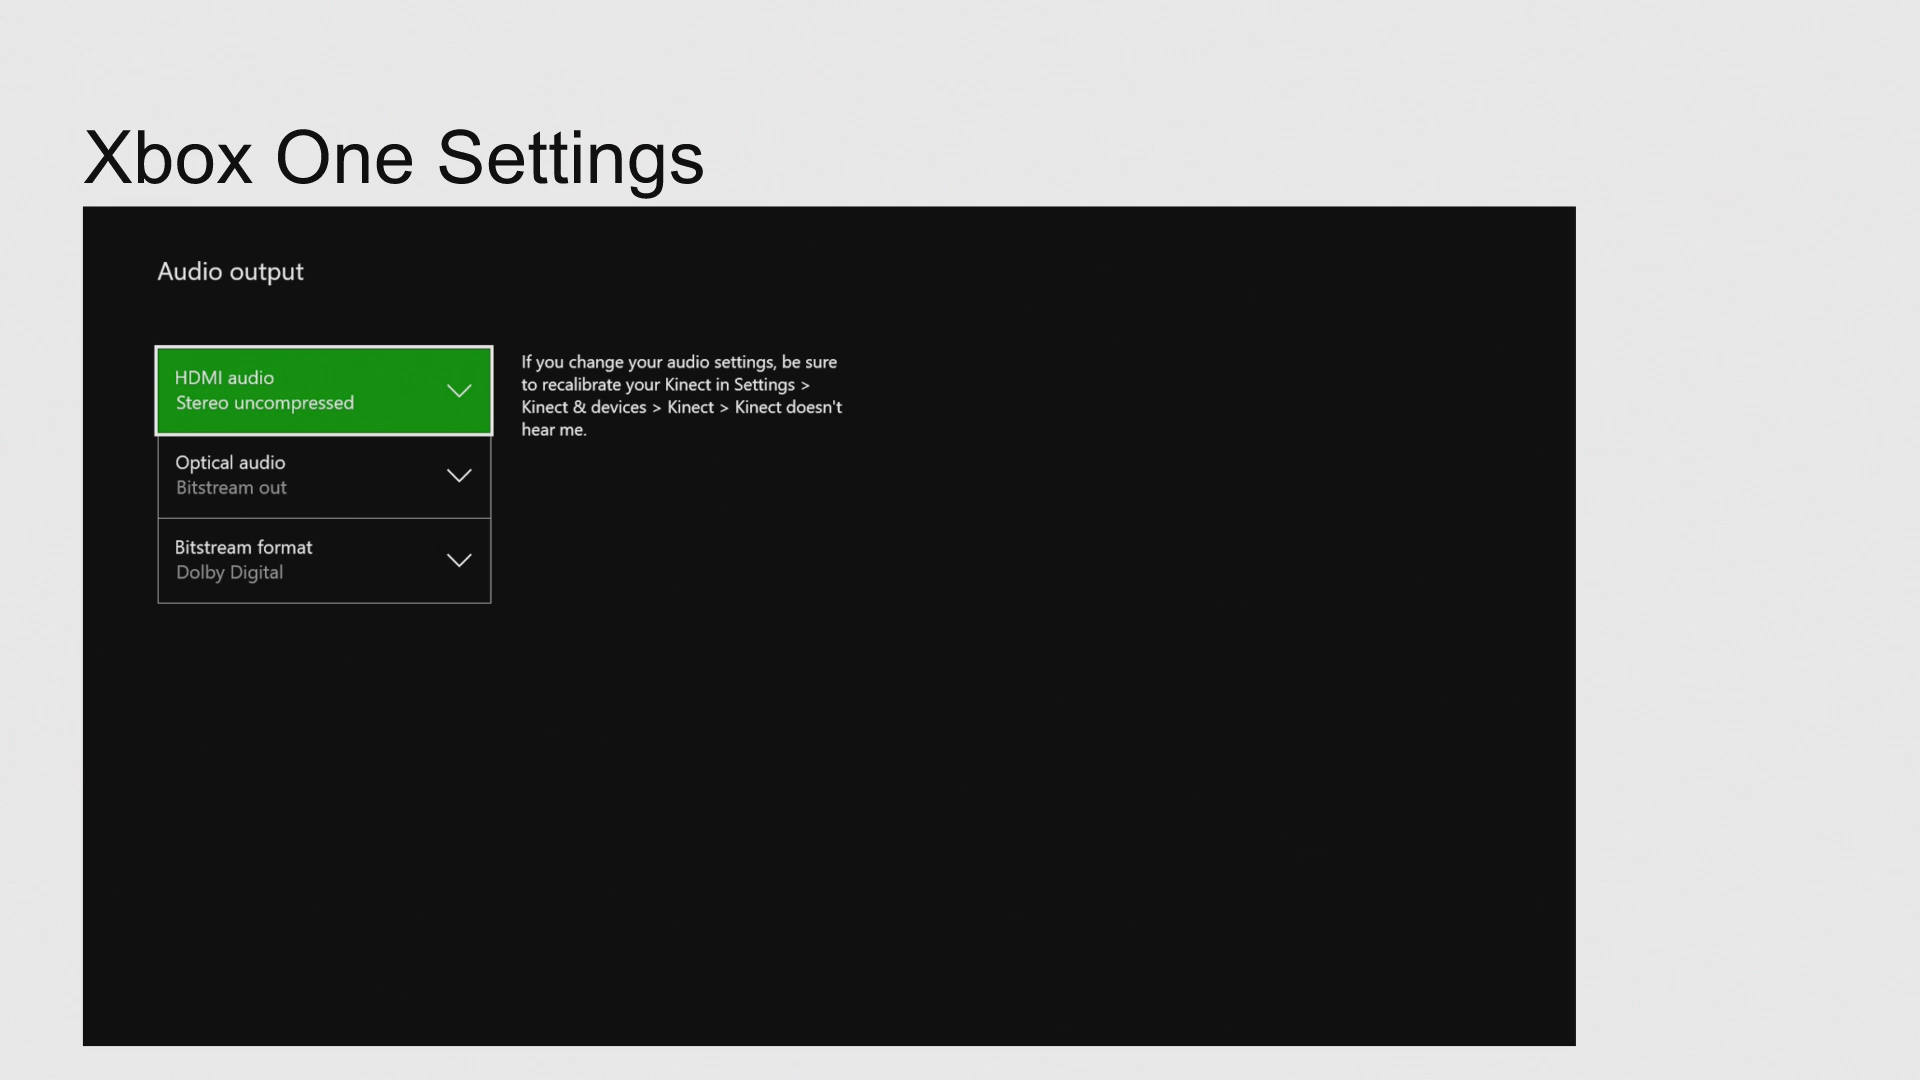 Xbox One Settings
Audio output
HDMI audio
Stereo uncompressed
If you change your audio settings, be sure
to recalibrate your Kinect in Settings >
Kinect & devices > Kinect > Kinect doesn't
hear me.
Optical audio
Bitstream out
Bitstream format
Dolby Digital